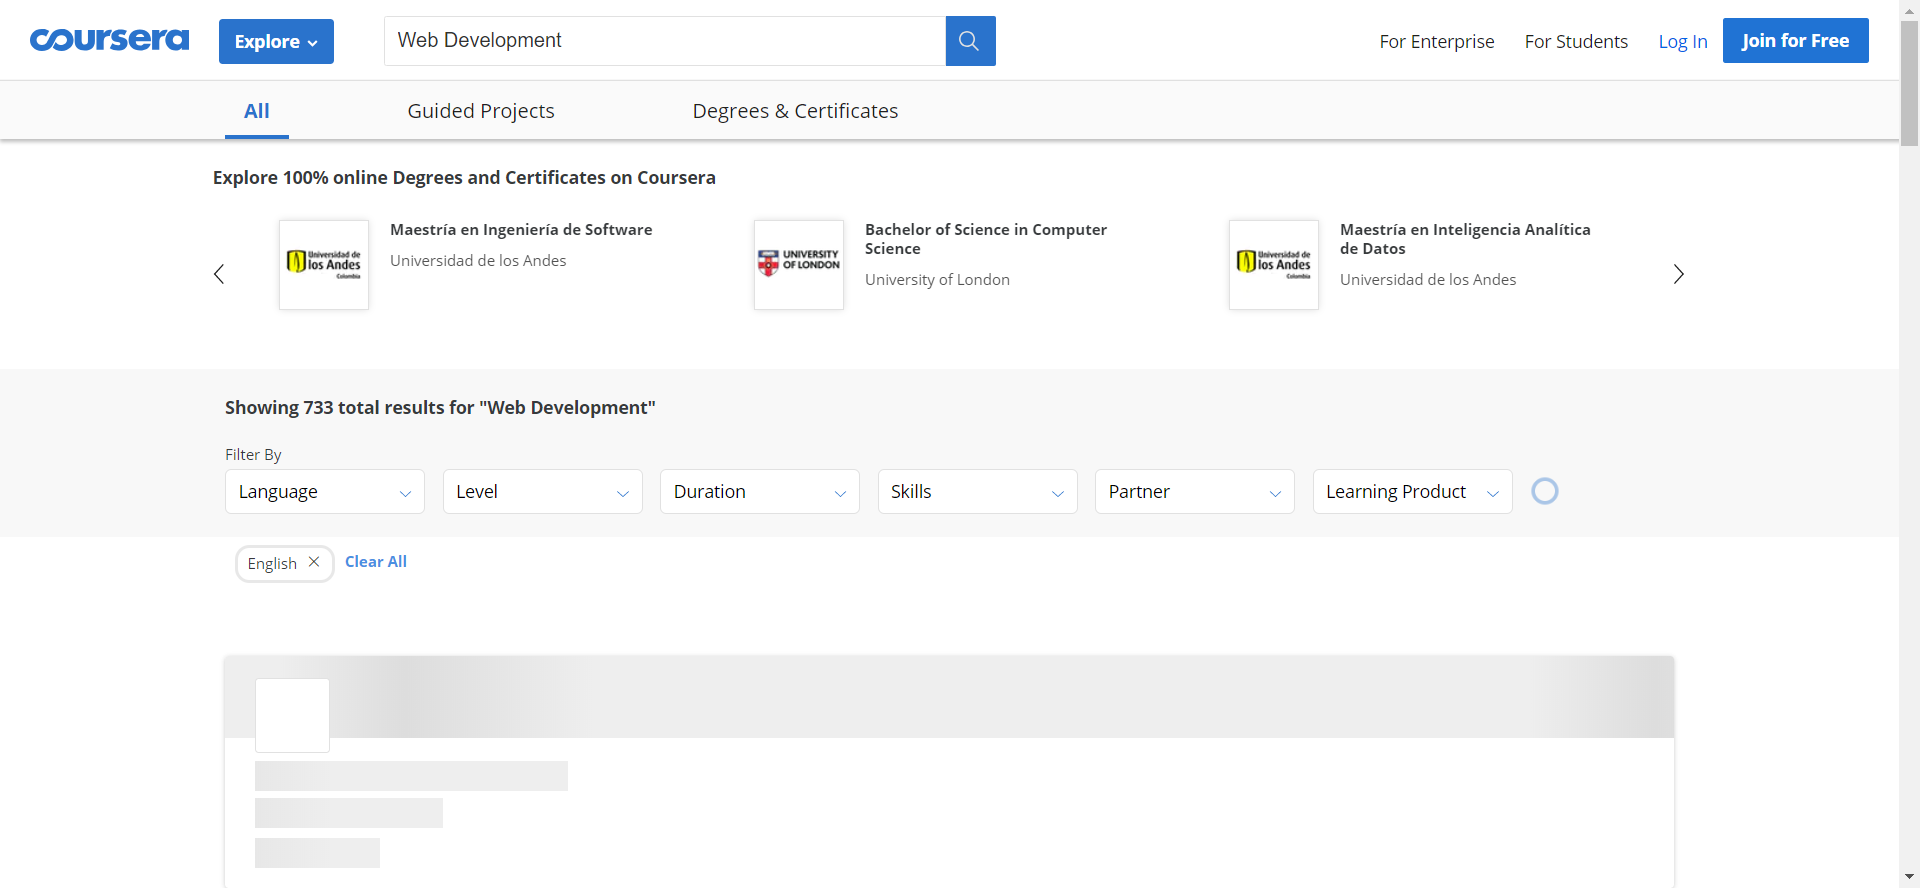 coursera
Explore
Web Development
For Enterprise
For Students
Log In
Join for Free
All
Guided Projects
Degrees & Certificates
Explore 100% online Degrees and Certificates on Coursera
Universidad de
los Andes
Colombia
Maestría en Ingeniería de Software
Universidad de los Andes
UNIVERSITY
OF LONDON
Bachelor of Science in Computer
Science
University of London
Universidad de
los Andes
Colombia
Maestría en Inteligencia Analítica
de Datos
Universidad de los Andes
Showing 733 total results for "Web Development"
Filter By
Language
Level
Duration
Skills
Partner
Learning Product
English
Clear All